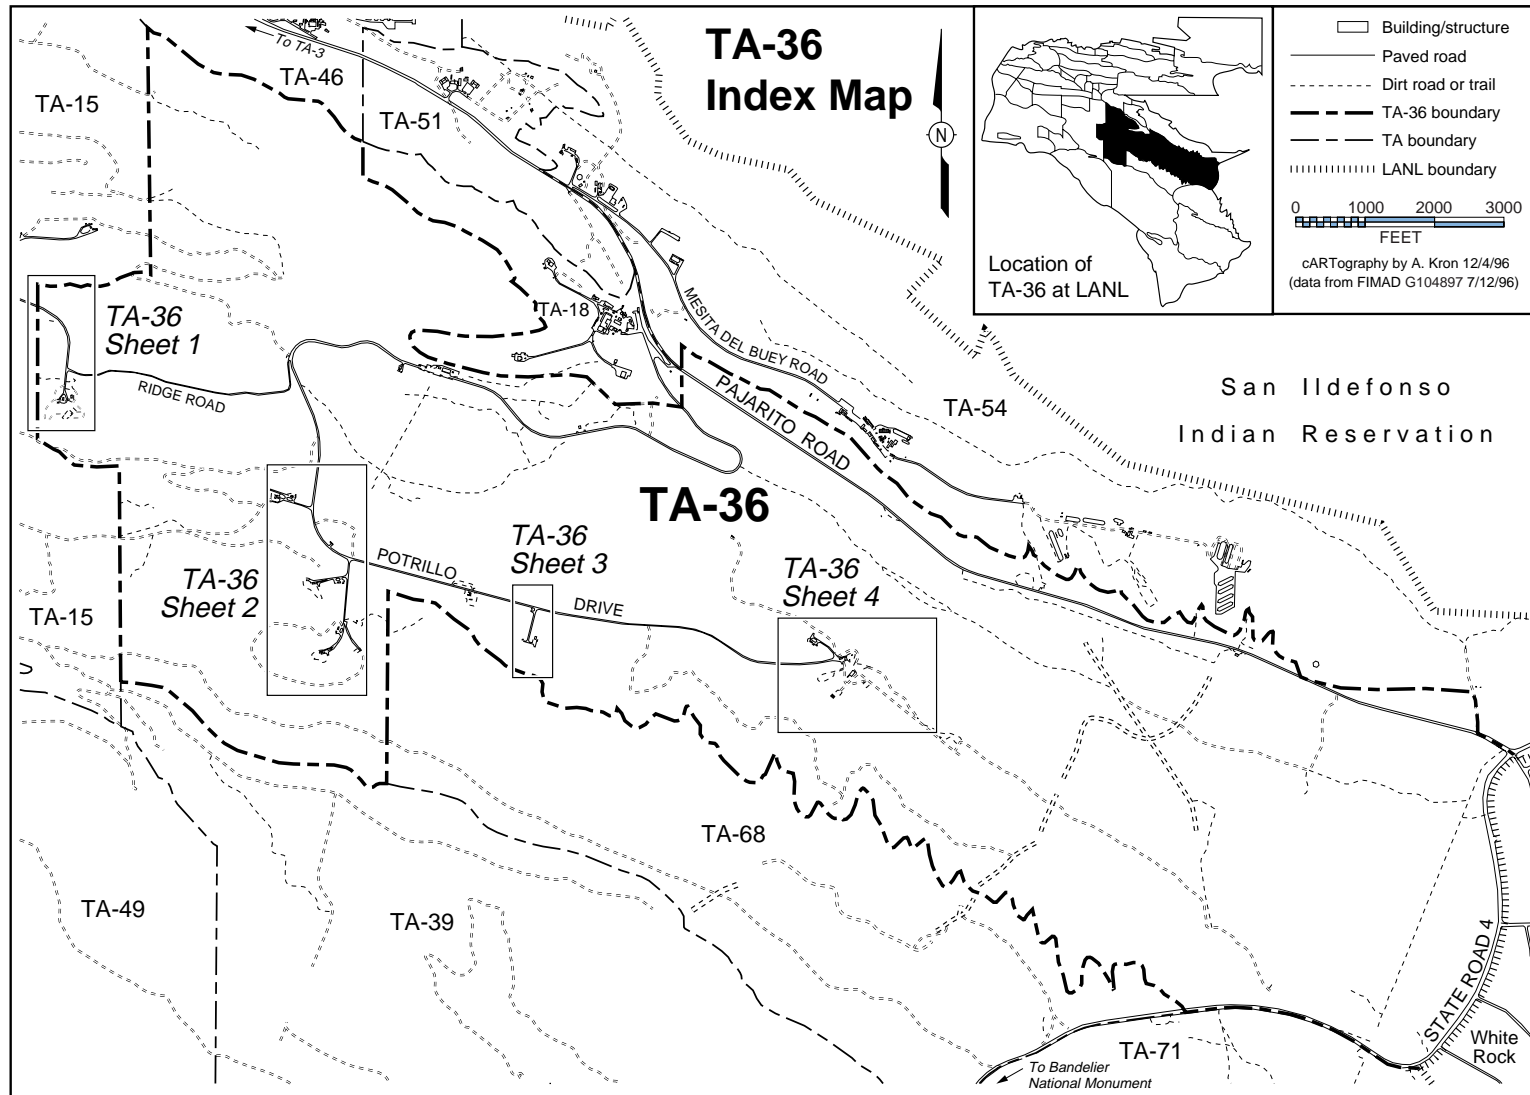 TA-36
Index Map
To TA-3
TA-46
TA-15
TA-51
N
Location of
TA-36 at LANL
Building/structure
Paved road
Dirt road or trail
TA-36 boundary
TA boundary
LANL boundary
0 1000 2000 3000
FEET
cARTography by A. Kron 12/4/96
(data from FIMAD G104897 7/12/96)
TA-36
Sheet 1
RIDGE ROAD
TA-18
MESITA DEL BUEY ROAD
PAJARITO ROAD
TA-54
San Ildefonso
Indian Reservation
TA-36
TA-36
Sheet 2
POTRILLO
TA-36
Sheet 3
DRIVE
TA-36
Sheet 4
TA-15
TA-68
TA-49
TA-39
TA-71
To Bandelier
National Monument
STATE ROAD 4
White
Rock